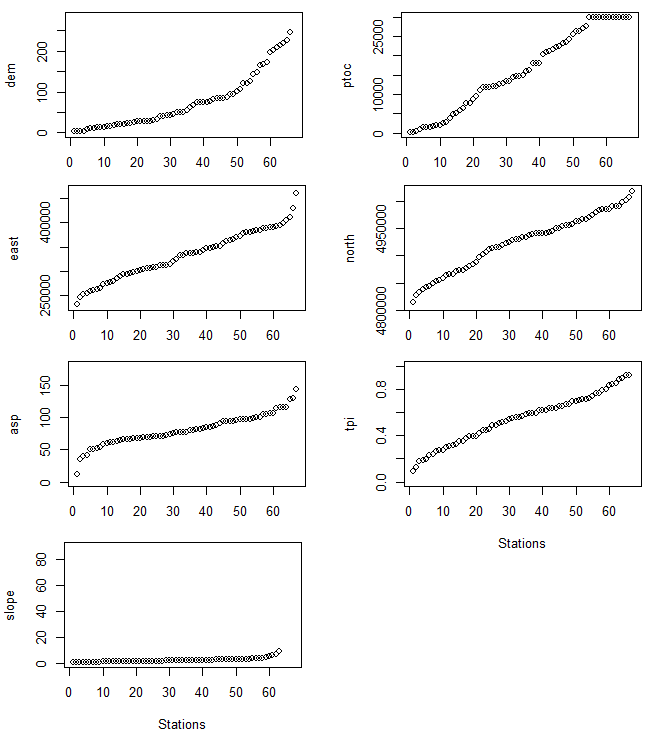 dem
0 100 200
0 10 20 30 40 50 60
ptoc
0 10000 25000
0 10 20 30 40 50 60
east
250000 400000
0 10 20 30 40 50 60
north
4800000 4950000
0 10 20 30 40 50 60
asp
0 50 100 150
0 10 20 30 40 50 60
tpi
0.0 0.4 0.8
0 10 20 30 40 50 60
Stations
slope
0 20 40 60 80
0 10 20 30 40 50 60
Stations